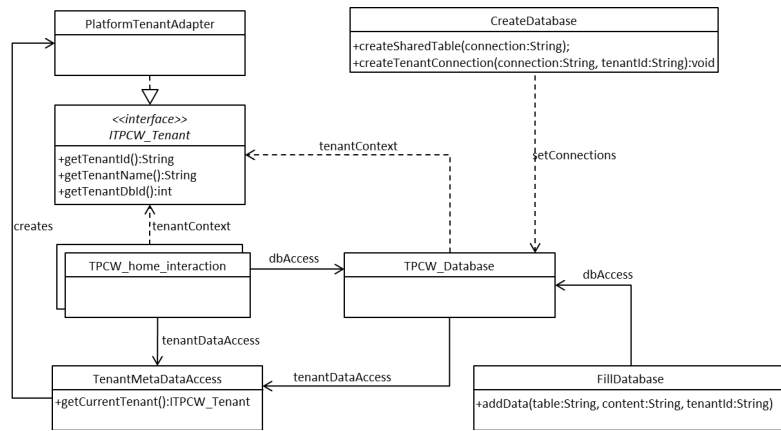 PlatformTenantAdapter
CreateDatabase
+createSharedTable(connection:String);
+createTenantConnection(connection:String, tenantId:String):void
<<interface>>
ITPCW_Tenant
+getTenantId():String
+getTenantName():String
+getTenantDbId():int
tenantContext
setConnections
creates
tenantContext
TPCW_home_interaction
dbAccess
TPCW_Database
dbAccess
tenantDataAccess
TenantMetaDataAccess
+getCurrentTenant():ITPCW_Tenant
tenantDataAccess
FillDatabase
+addData(table:String, content:String, tenantId:String)